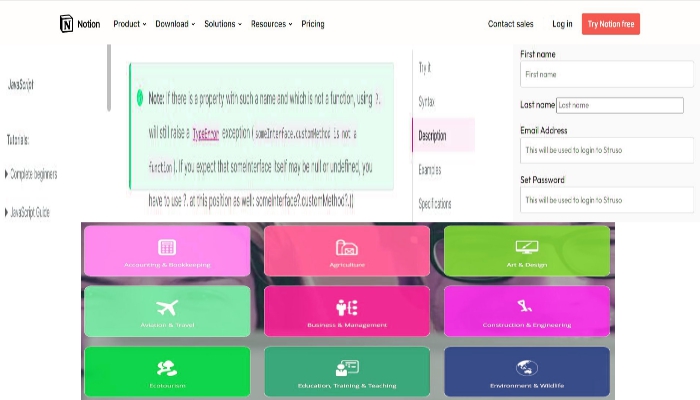 Notion
Product Download Solutions Resources Pricing
Contact sales Log in Try Notion free
JavaScript
Tutorials:
Complete beginners
JavaScript Guide
Note: If there is a property with such a name and which is not a function, using ?.
will still raise a TypeError exception (someInterface.customMethod is not a
function). If you expect that someInterface itself may be null or undefined, you
have to use ?. at this position as well: someInterface?.customMethod?.()
Try it
Syntax
Description
Examples
Specifications
First name
First name
Last name Last name
Email Address
This will be used to login to Struso
Set Password
This will be used to login to Struso
Accounting & Bookkeeping
Agriculture
Art & Design
Aviation & Travel
Business & Management
Construction & Engineering
Ecotourism
Education, Training & Teaching
Environment & Wildlife